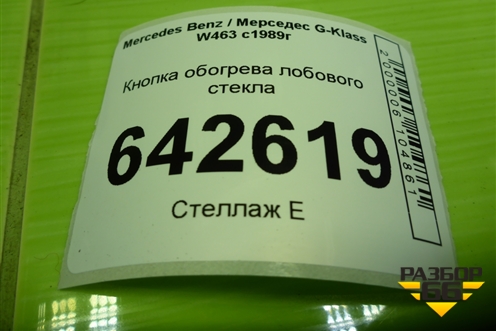 Mercedes Benz / Мерседес G-Klass
W463 с1989г
Кнопка обогрева лобового
стекла
642619
Стеллаж Е
2000006104861
РАЗБОР
66